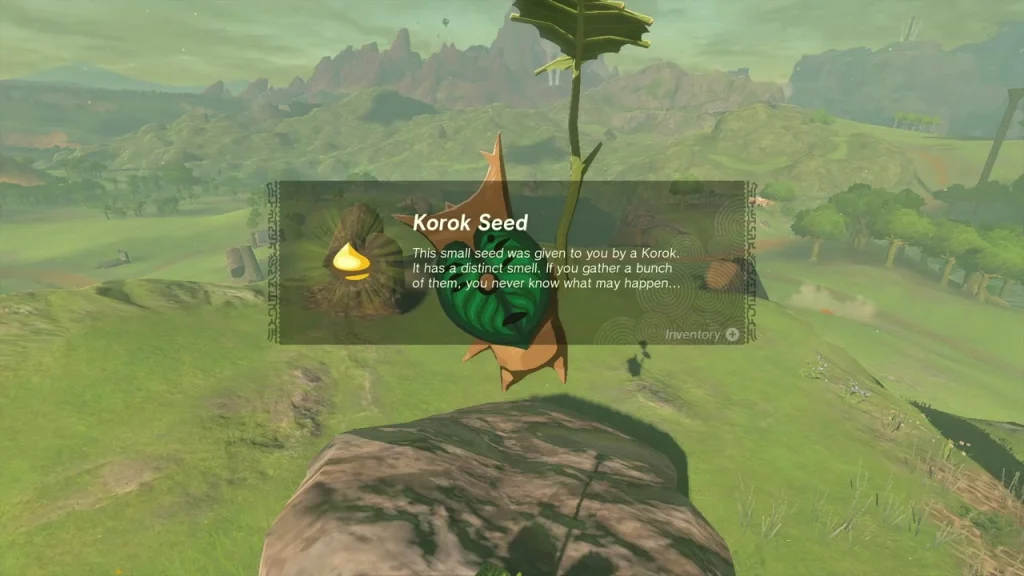 Korok Seed
This small seed was given to you by a Korok.
It has a distinct smell. If you gather a bunch
of them, you never know what may happen...
Inventory